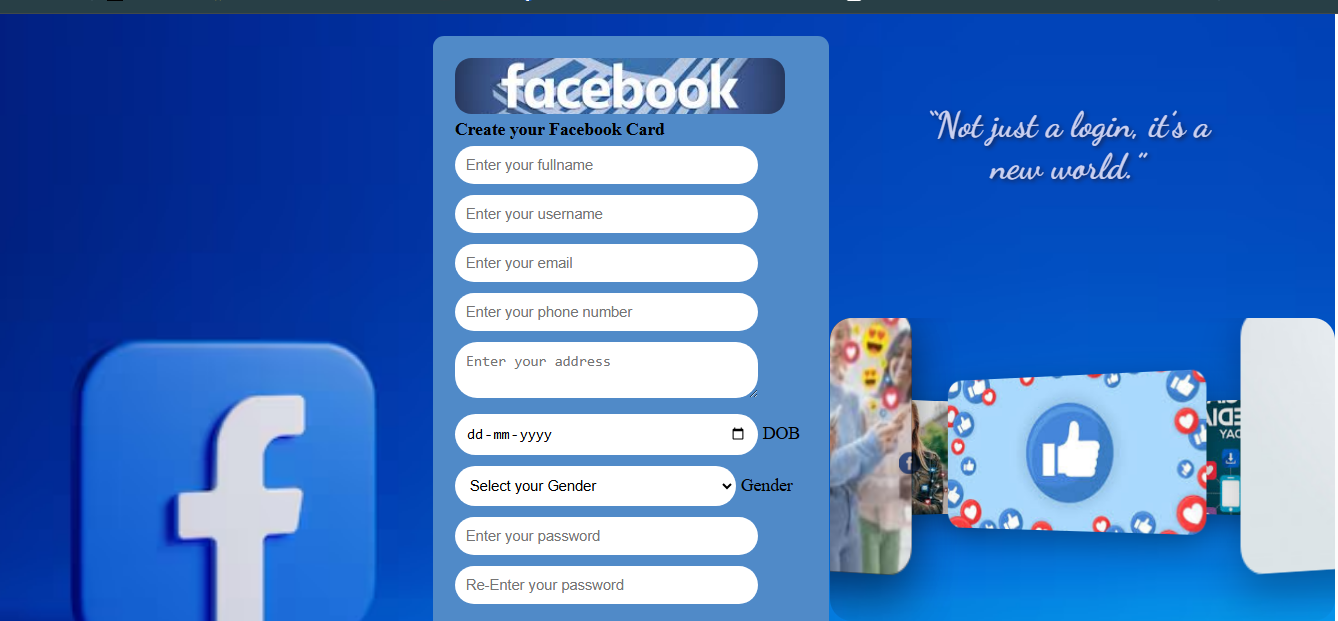 facebook
Create your Facebook Card
Enter your fullname
Enter your username
Enter your email
Enter your phone number
Enter your address
dd-mm-yyyy DOB
Select your Gender Gender
Enter your password
Re-Enter your password
“Not just a login, it's a
new world.”